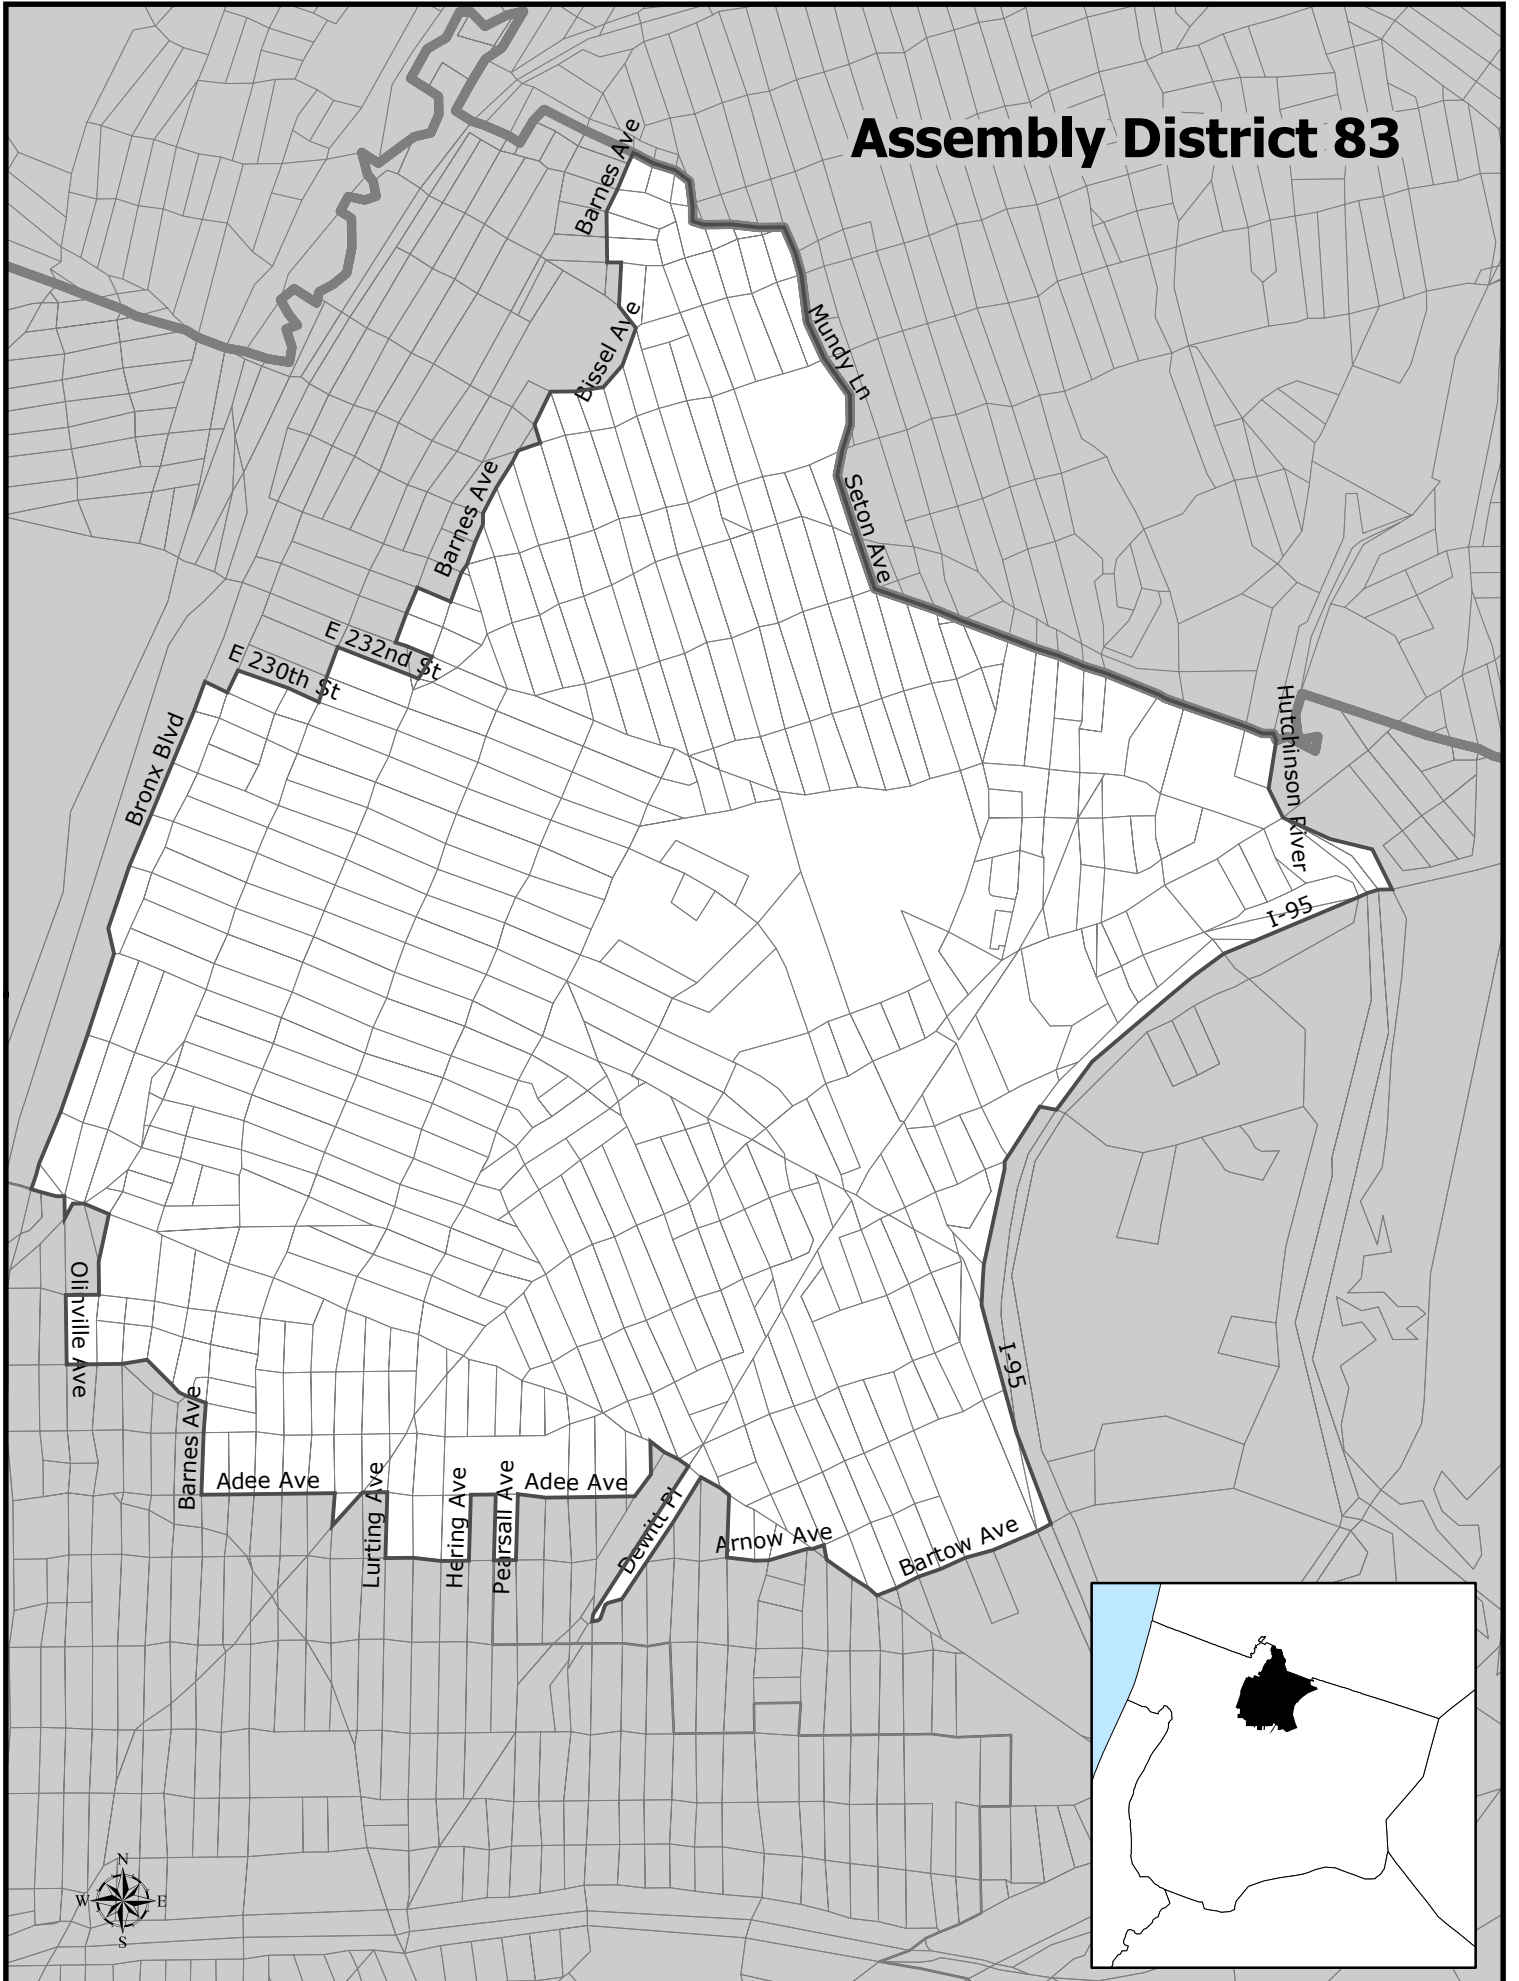 Assembly District 83
Barnes Ave
Bissel Ave
Mundy Ln
Barnes Ave
Seton Ave
E 232nd St
E 230th St
Bronx Blvd
Hutchinson River
I-95
Olinville Ave
I-95
Barnes Ave
Adee Ave
Lurting Ave
Hering Ave
Pearsall Ave
Adee Ave
Dewitt Pl
Arnow Ave
Bartow Ave
N
W
E
S